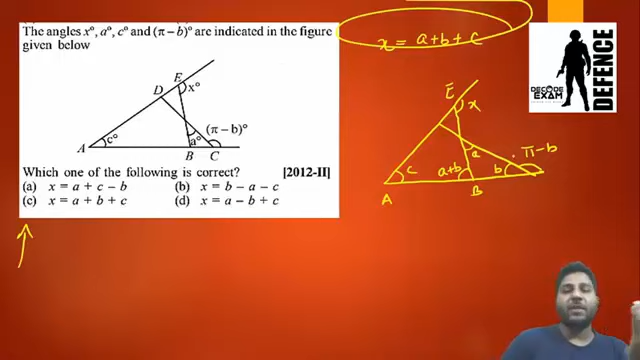 The angles x°, a°, c° and (π – b)° are indicated in the figure
given below
E
x°
D
(π – b)°
c°
a°
A
B
C
Which one of the following is correct? [2012-II]
(a) x = a + c – b (b) x = b – a – c
(c) x = a + b + c (d) x = a – b + c
x = a+b+c
DECODE
EXAM
DEFENCE
E
x
a
π-b
c
a+b
b
A
B